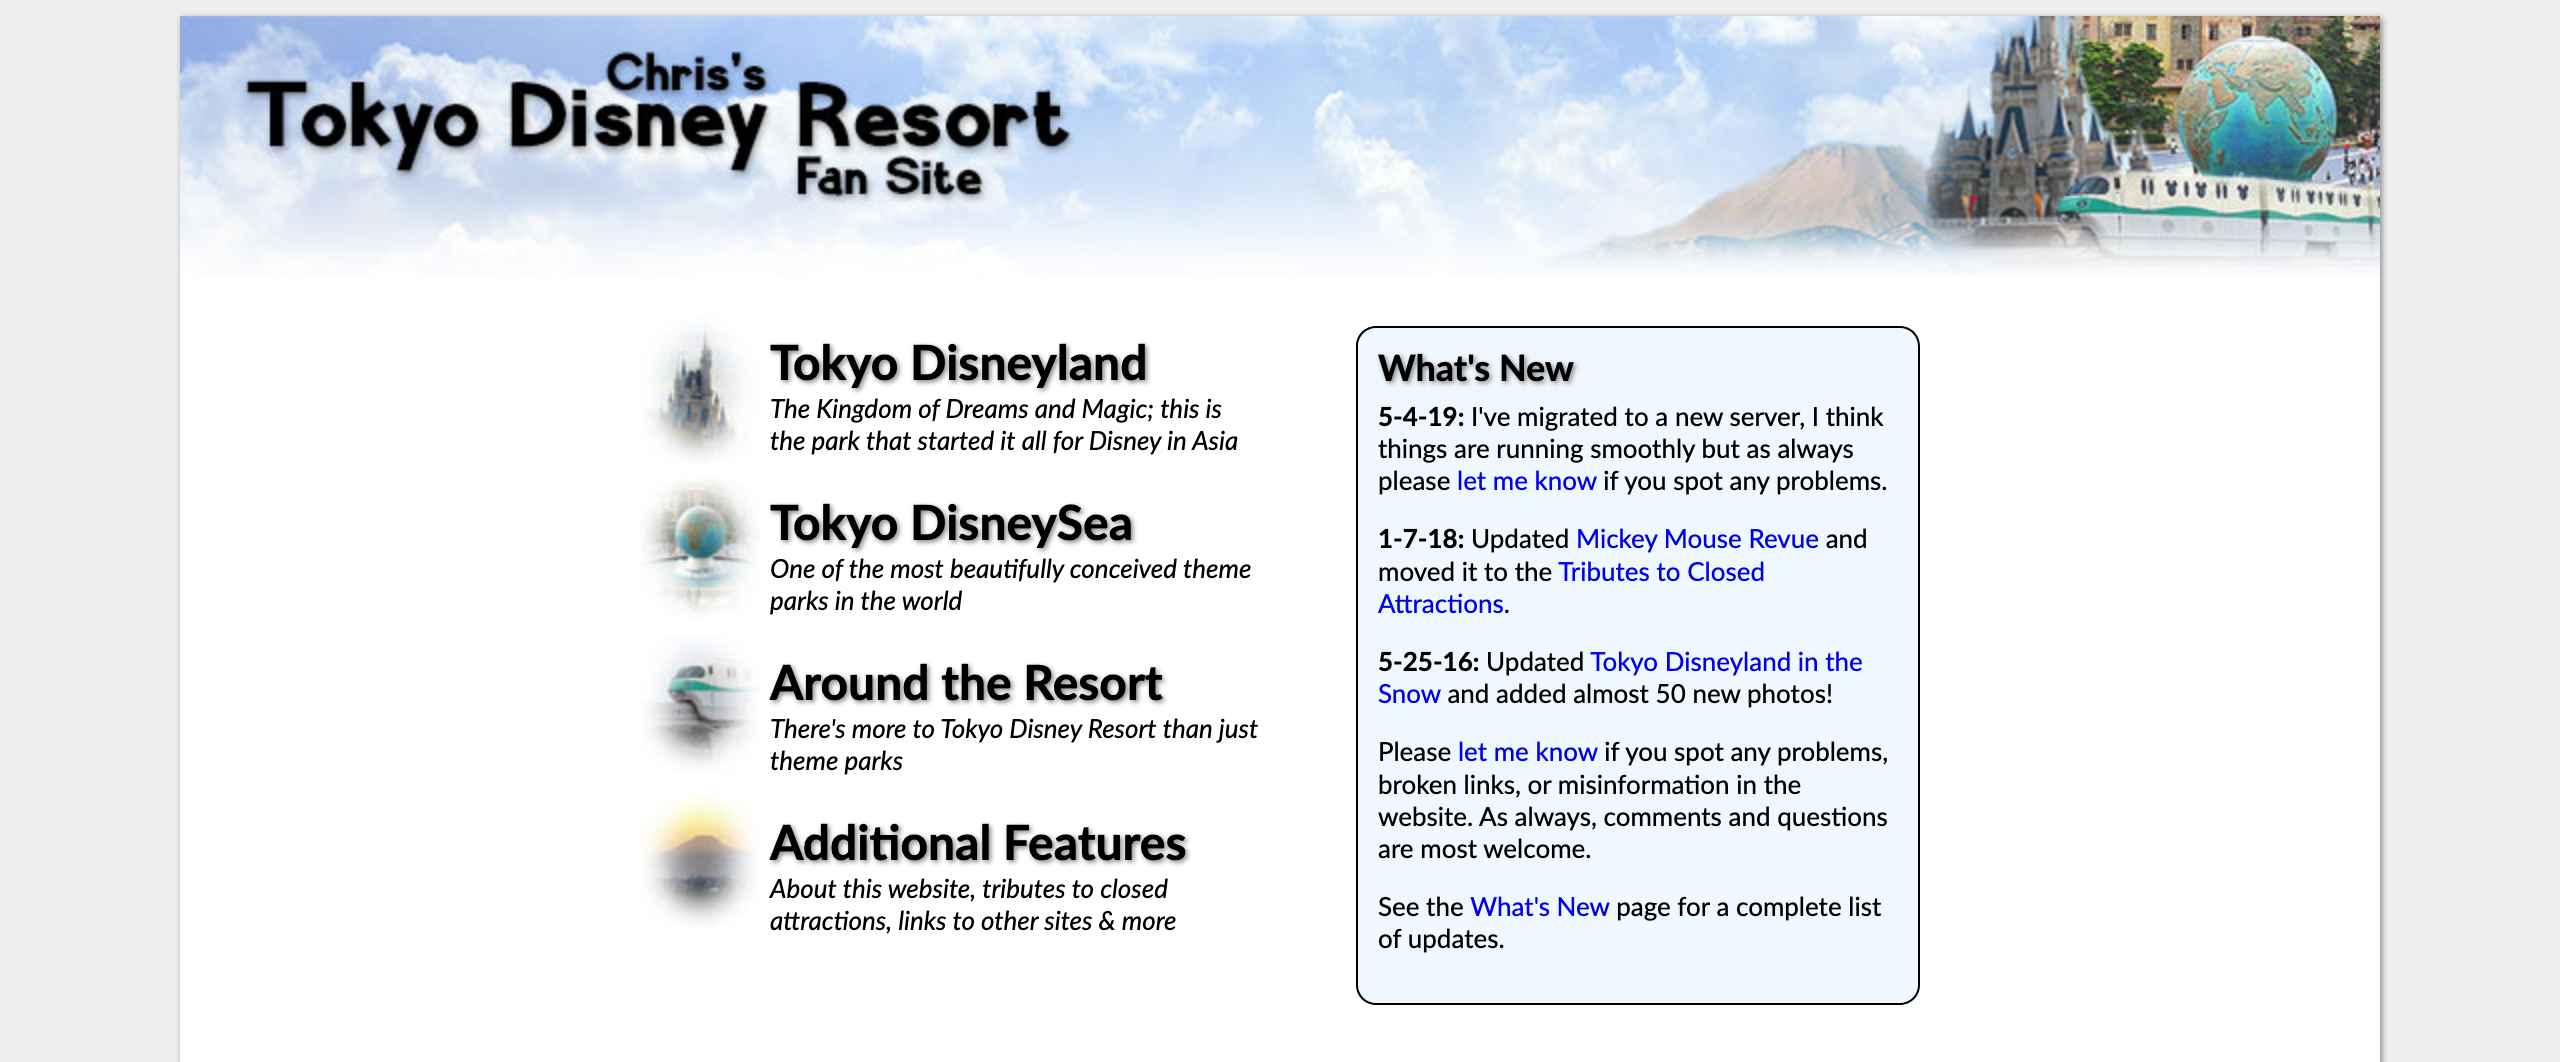 Chris's
Tokyo Disney Resort
Fan Site
Tokyo Disneyland
The Kingdom of Dreams and Magic; this is
the park that started it all for Disney in Asia
Tokyo DisneySea
One of the most beautifully conceived theme
parks in the world
Around the Resort
There's more to Tokyo Disney Resort than just
theme parks
Additional Features
About this website, tributes to closed
attractions, links to other sites & more
What's New
5-4-19: I've migrated to a new server, I think
things are running smoothly but as always
please let me know if you spot any problems.
1-7-18: Updated Mickey Mouse Revue and
moved it to the Tributes to Closed
Attractions.
5-25-16: Updated Tokyo Disneyland in the
Snow and added almost 50 new photos!
Please let me know if you spot any problems,
broken links, or misinformation in the
website. As always, comments and questions
are most welcome.
See the What's New page for a complete list
of updates.